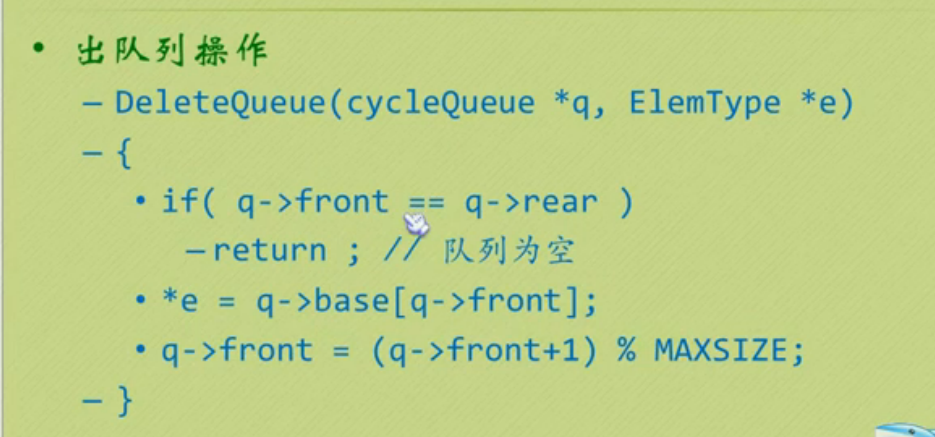 • 出队列操作
– DeleteQueue(cycleQueue *q, ElemType *e)
– {
• if( q->front == q->rear )
– return ; // 队列为空
• *e = q->base[q->front];
• q->front = (q->front+1) % MAXSIZE;
– }